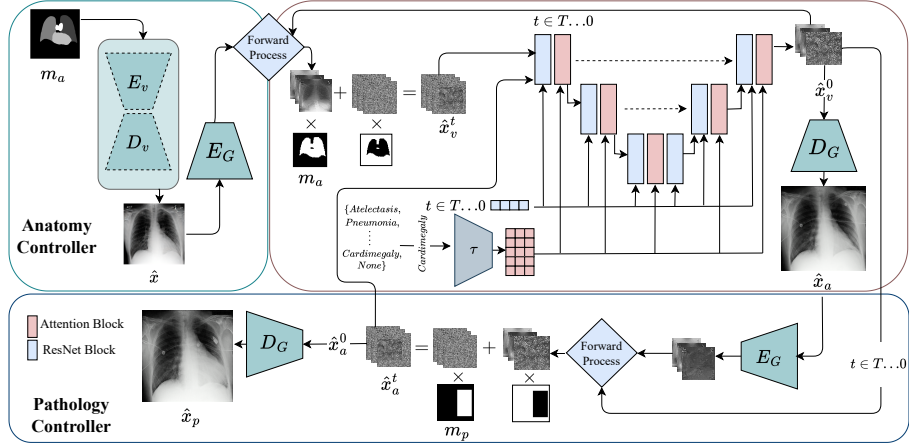 m_a
E_v
D_v
E_G
x̂
Anatomy
Controller
Forward
Process
+
=
×
×
m_a
x̂_v^t
t ∈ T...0
t ∈ T...0
{Atelectasis,
Pneumonia,
⋮
Cardimegaly,
None}
Cardimegaly
τ
x̂_v^0
D_G
x̂_a
Attention Block
ResNet Block
Pathology
Controller
x̂_p
D_G
x̂_a^0
x̂_a^t
=
+
×
×
m_p
Forward
Process
E_G
t ∈ T...0